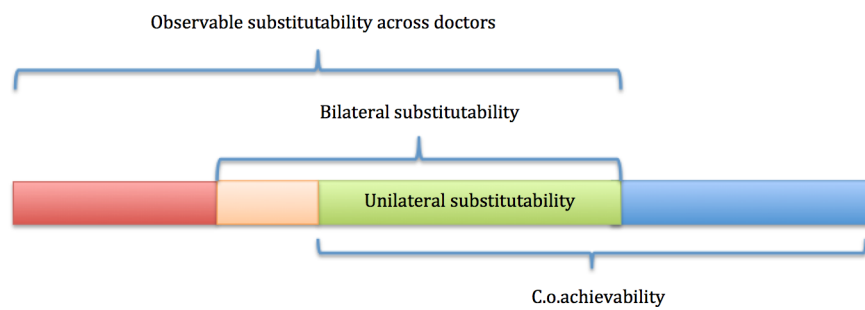 Observable substitutability across doctors
Bilateral substitutability
Unilateral substitutability
C.o.achievability